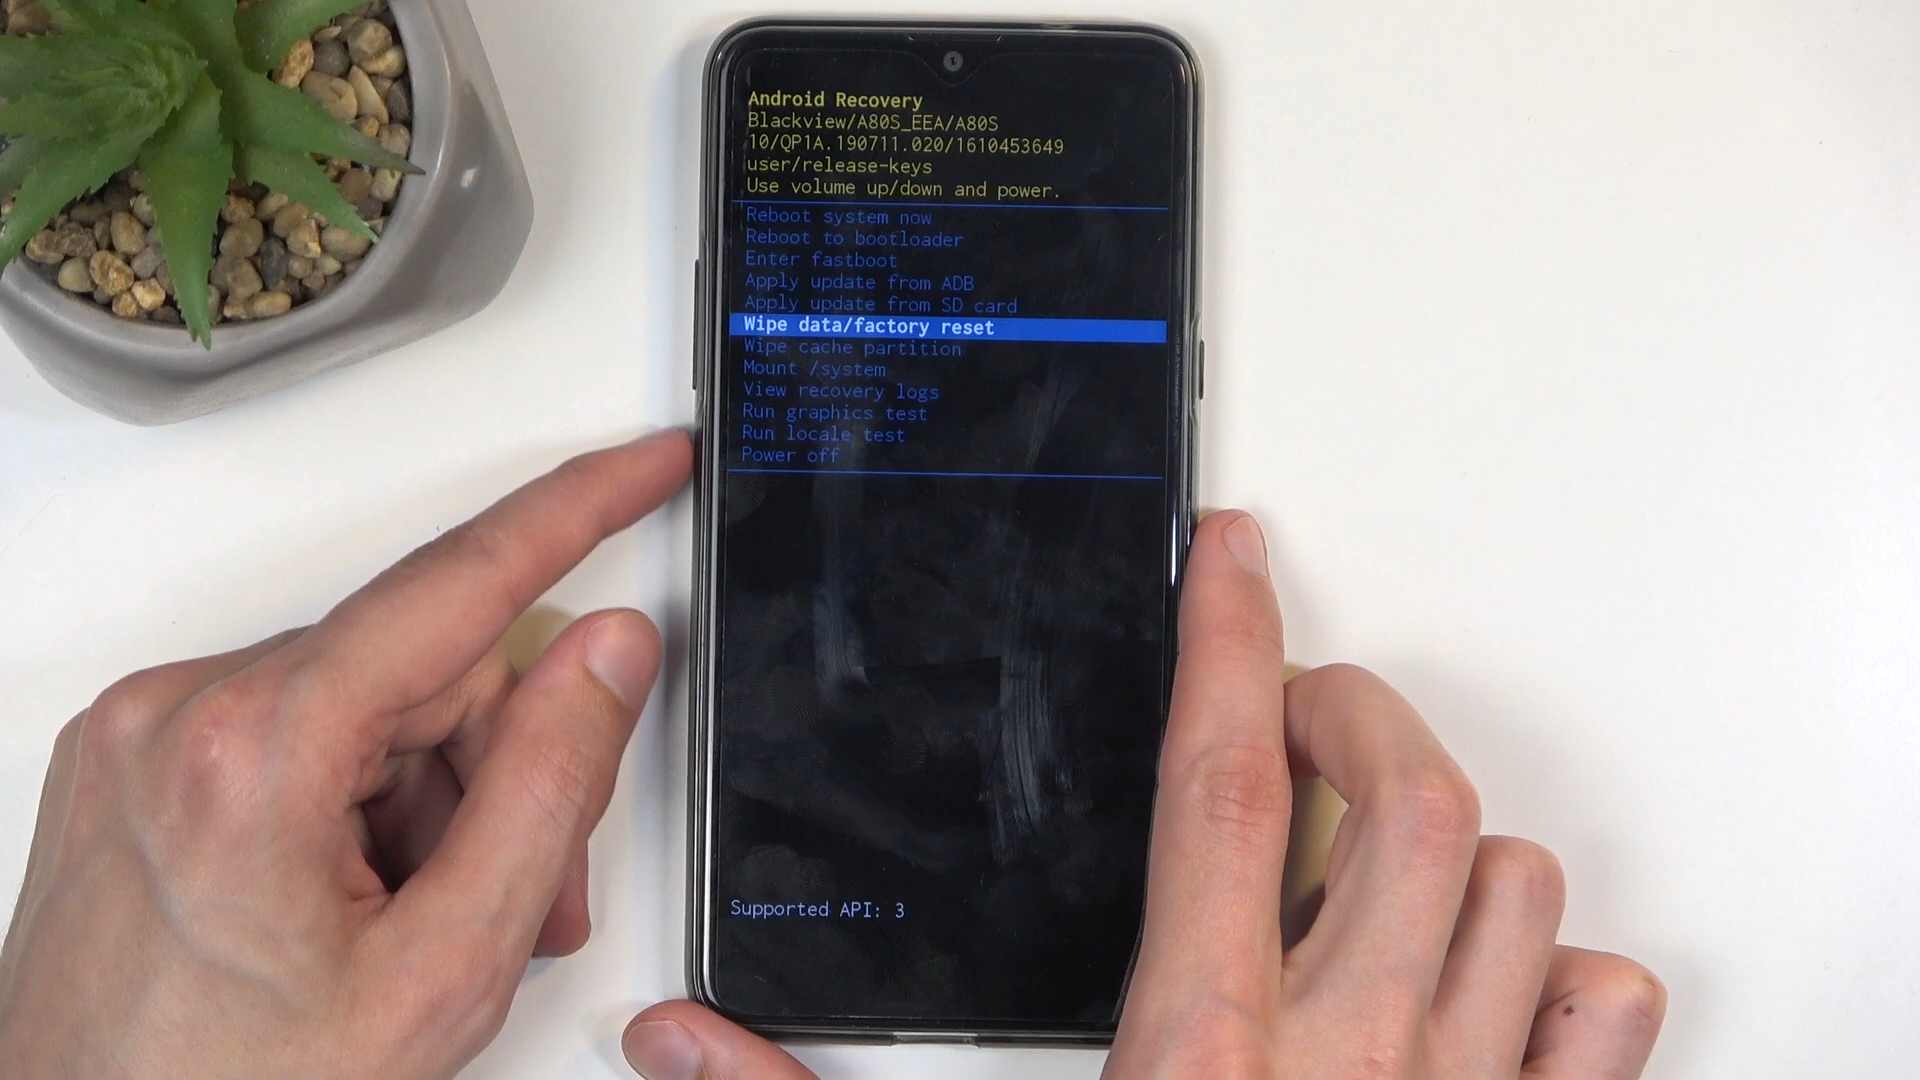 Android Recovery
Blackview/A80S_EEA/A80S
10/QP1A.190711.020/1610453649
user/release-keys
Use volume up/down and power.
Reboot system now
Reboot to bootloader
Enter fastboot
Apply update from ADB
Apply update from SD card
Wipe data/factory reset
Wipe cache partition
Mount /system
View recovery logs
Run graphics test
Run locale test
Power off
Supported API: 3